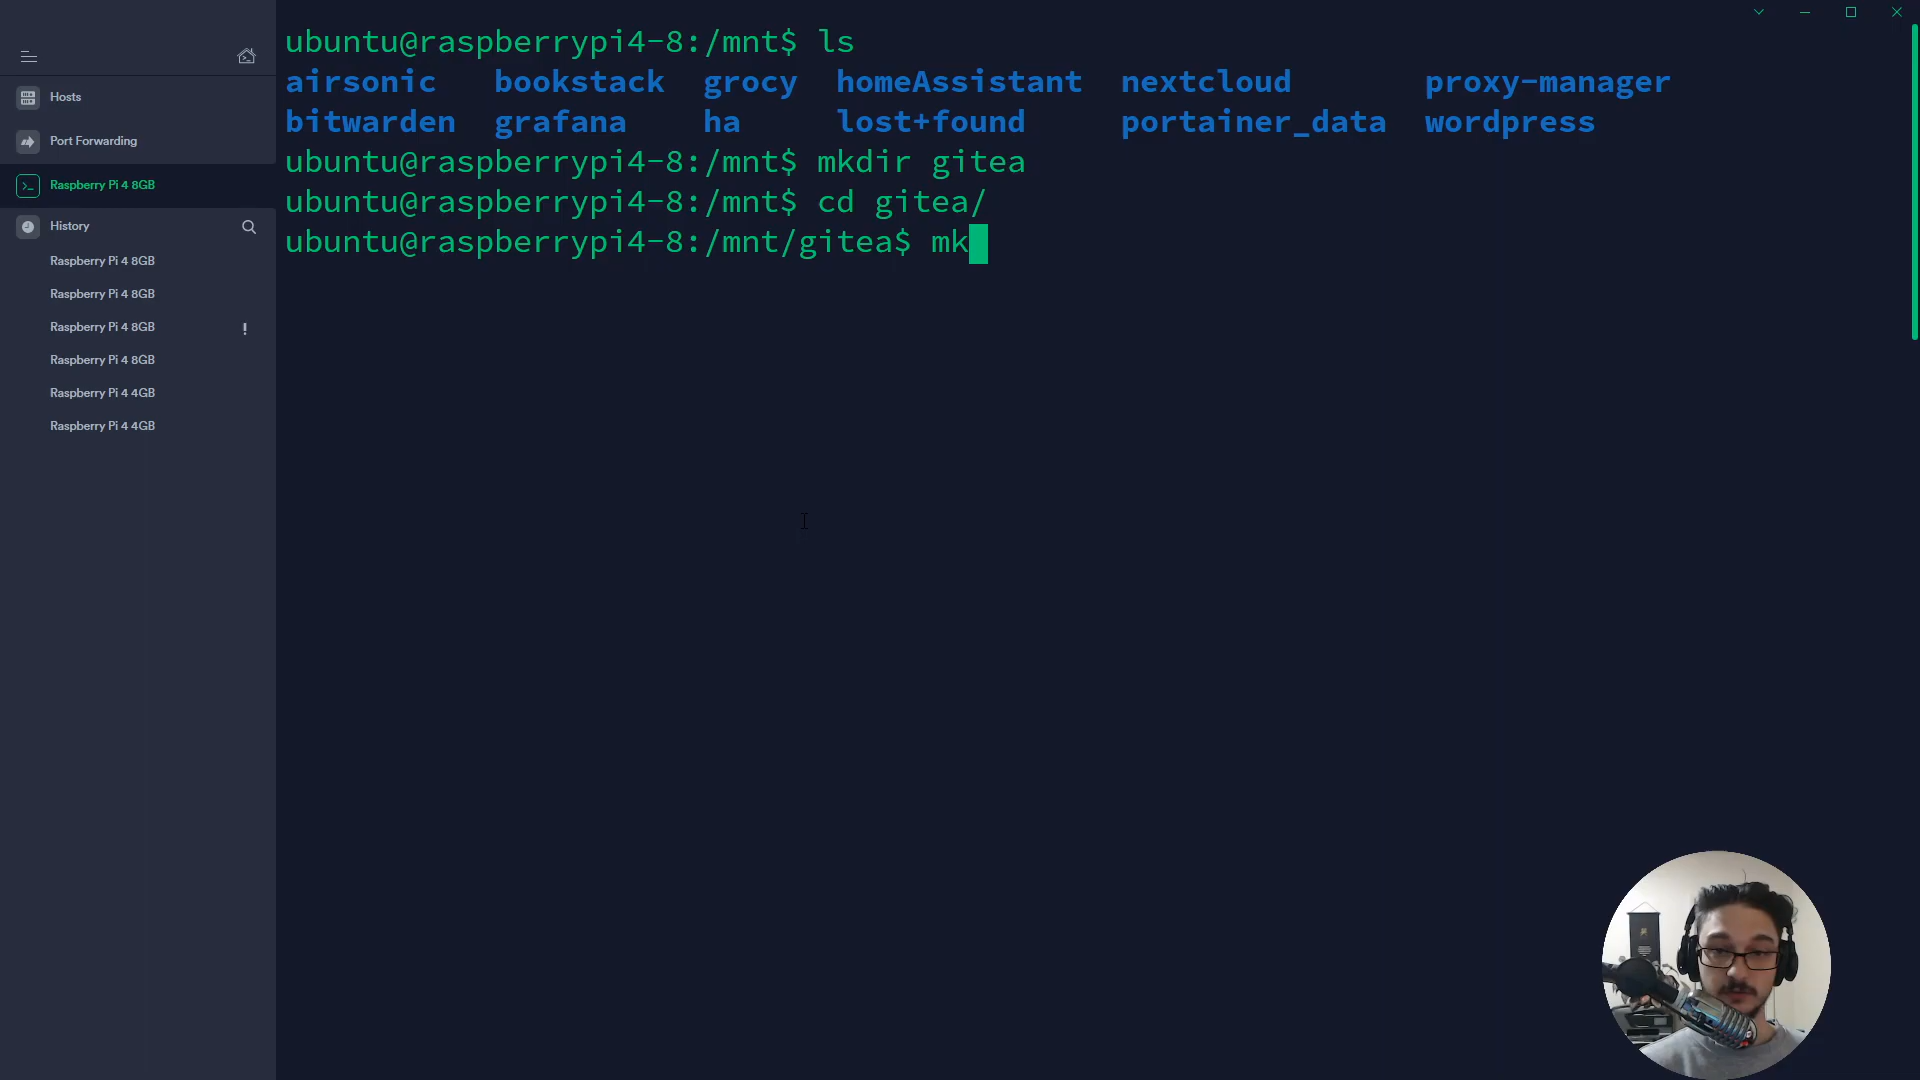 Hosts
Port Forwarding
Raspberry Pi 4 8GB
History
Raspberry Pi 4 8GB
Raspberry Pi 4 8GB
Raspberry Pi 4 8GB !
Raspberry Pi 4 8GB
Raspberry Pi 4 4GB
Raspberry Pi 4 4GB
ubuntu@raspberrypi4-8:/mnt$ ls
airsonic bookstack grocy homeAssistant nextcloud proxy-manager
bitwarden grafana ha lost+found portainer_data wordpress
ubuntu@raspberrypi4-8:/mnt$ mkdir gitea
ubuntu@raspberrypi4-8:/mnt$ cd gitea/
ubuntu@raspberrypi4-8:/mnt/gitea$ mk